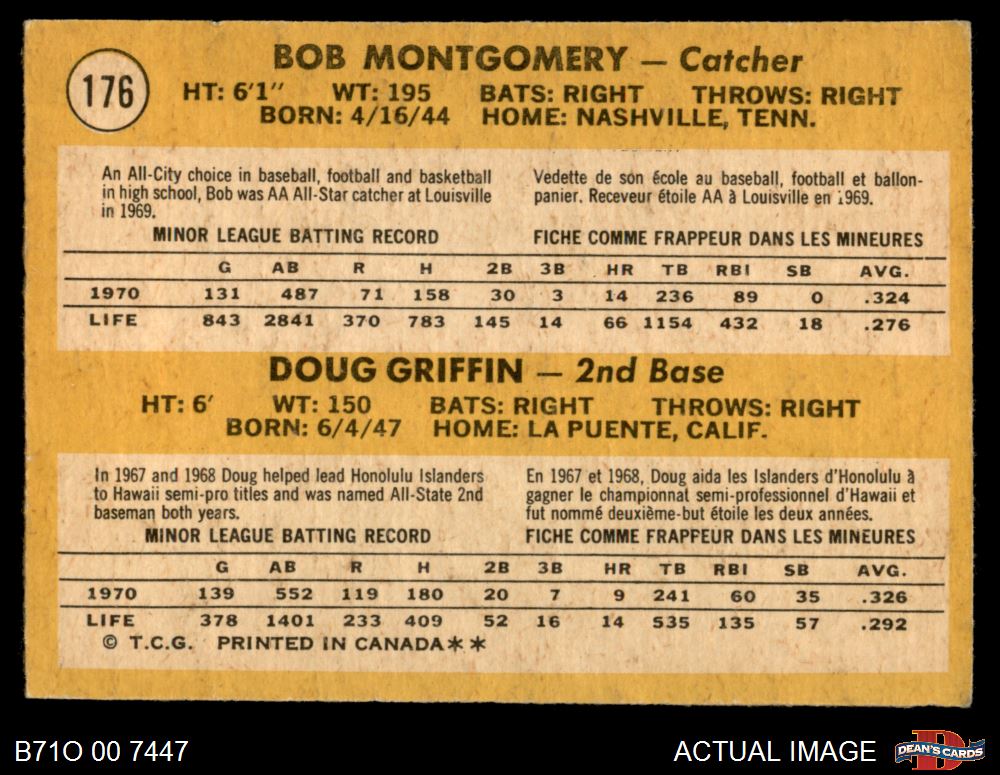 176
BOB MONTGOMERY — Catcher
HT: 6'1" WT: 195 BATS: RIGHT THROWS: RIGHT
BORN: 4/16/44 HOME: NASHVILLE, TENN.
An All-City choice in baseball, football and basketball
in high school, Bob was AA All-Star catcher at Louisville
in 1969.
Vedette de son école au baseball, football et ballon-
panier. Receveur étoile AA à Louisville en 1969.
MINOR LEAGUE BATTING RECORD FICHE COMME FRAPPEUR DANS LES MINEURES
G AB R H 2B 3B HR TB RBI SB AVG.
1970 131 487 71 158 30 3 14 236 89 0 .324
LIFE 843 2841 370 783 145 14 66 1154 432 18 .276
DOUG GRIFFIN — 2nd Base
HT: 6' WT: 150 BATS: RIGHT THROWS: RIGHT
BORN: 6/4/47 HOME: LA PUENTE, CALIF.
In 1967 and 1968 Doug helped lead Honolulu Islanders
to Hawaii semi-pro titles and was named All-State 2nd
baseman both years.
En 1967 et 1968, Doug aida les Islanders d'Honolulu à
gagner le championnat semi-professionnel d'Hawaii et
fut nommé deuxième-but étoile les deux années.
MINOR LEAGUE BATTING RECORD FICHE COMME FRAPPEUR DANS LES MINEURES
G AB R H 2B 3B HR TB RBI SB AVG.
1970 139 552 119 180 20 7 9 241 60 35 .326
LIFE 378 1401 233 409 52 16 14 535 135 57 .292
© T.C.G. PRINTED IN CANADA**
B71O 00 7447 ACTUAL IMAGE DEAN'S CARDS